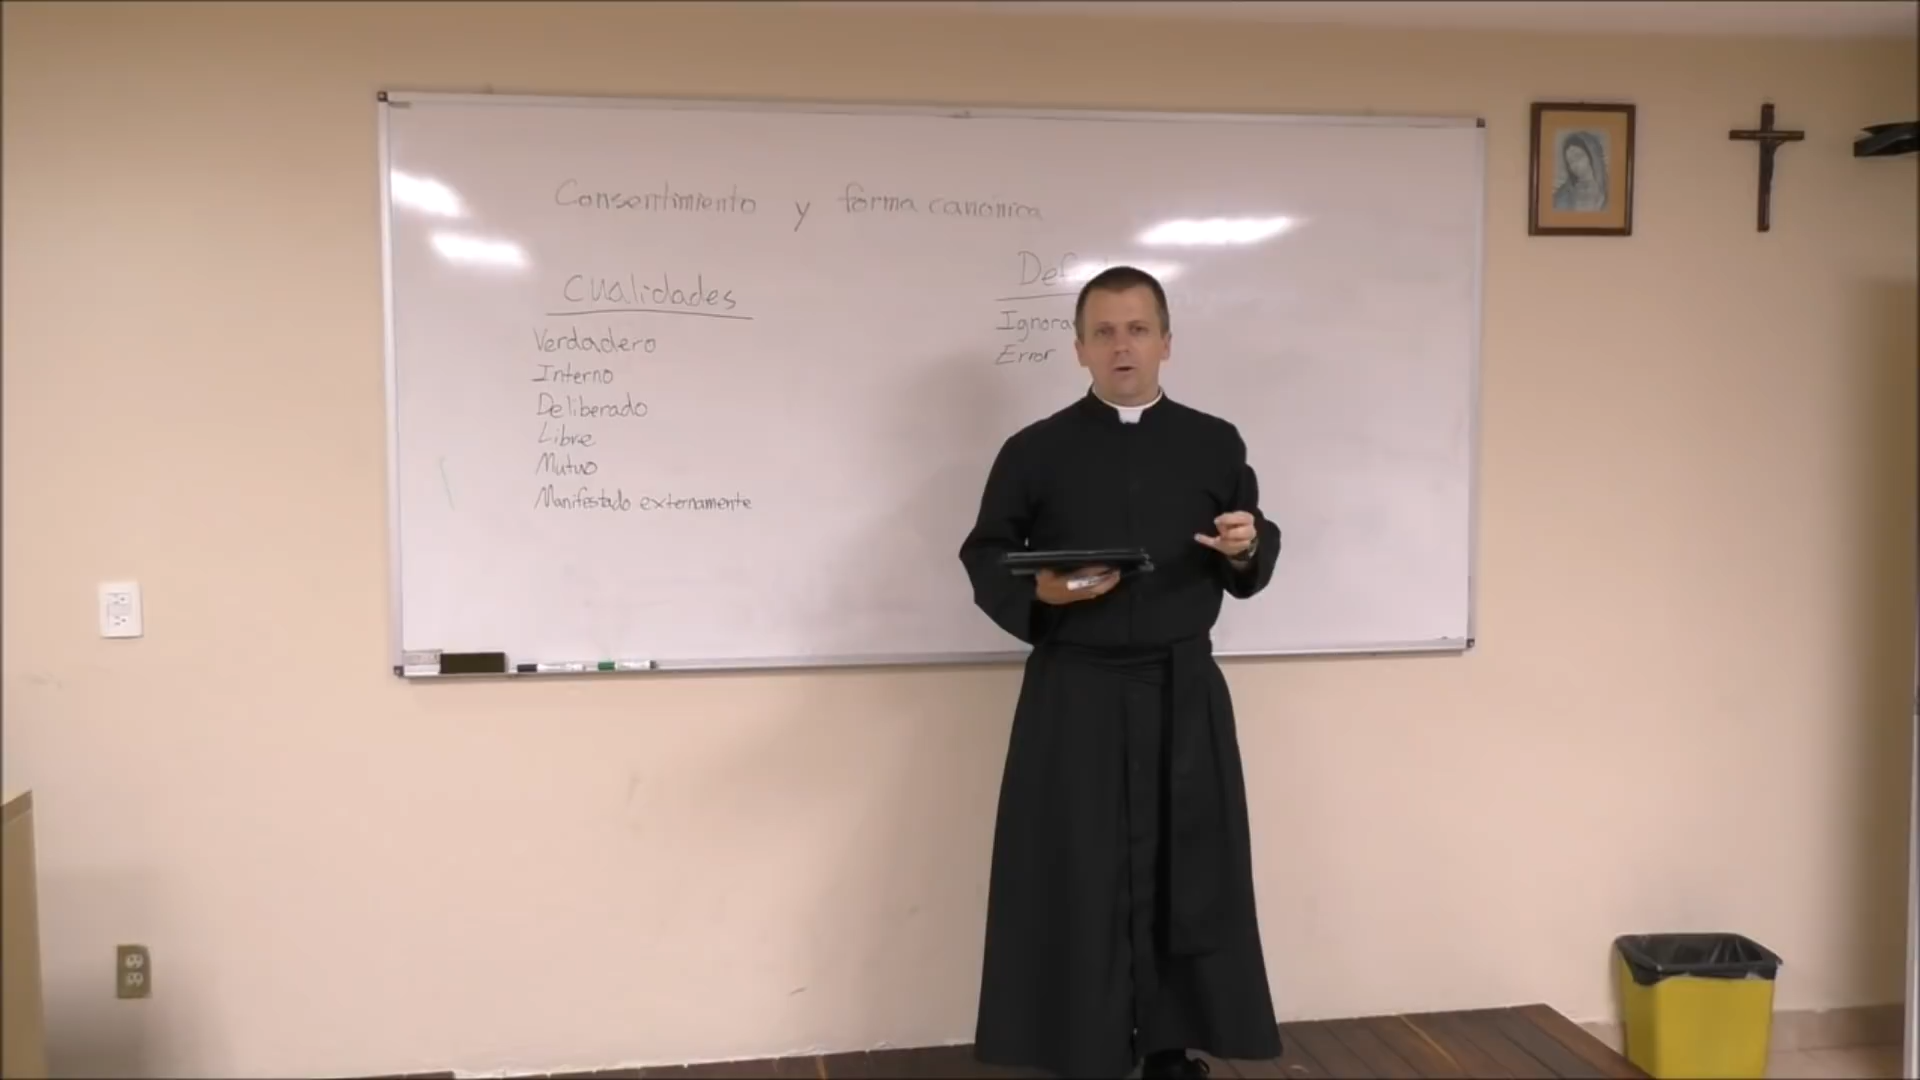 Consentimiento y forma canónica
Cualidades
Verdadero
Interno
Deliberado
Libre
Mutuo
Manifestado externamente
Error